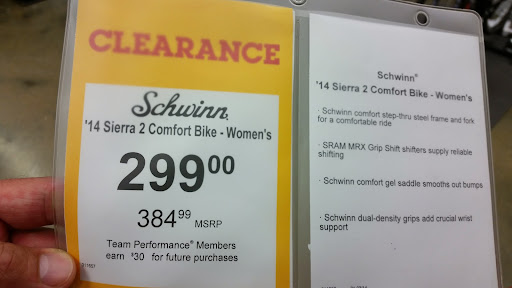 CLEARANCE
Schwinn
'14 Sierra 2 Comfort Bike - Women's
299.00
384.99 MSRP
Team Performance® Members
earn $30 for future purchases
Schwinn®
'14 Sierra 2 Comfort Bike - Women's
· Schwinn comfort step-thru steel frame and fork
for a comfortable ride
· SRAM MRX Grip Shift shifters supply reliable
shifting
· Schwinn comfort gel saddle smooths out bumps
· Schwinn dual-density grips add crucial wrist
support